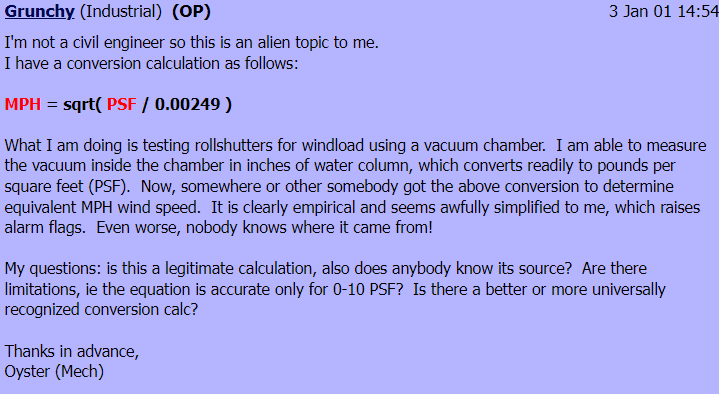 Grunchy (Industrial) (OP) 3 Jan 01 14:54
I'm not a civil engineer so this is an alien topic to me.
I have a conversion calculation as follows:
MPH = sqrt( PSF / 0.00249 )
What I am doing is testing rollshutters for windload using a vacuum chamber.  I am able to measure
the vacuum inside the chamber in inches of water column, which converts readily to pounds per
square feet (PSF).  Now, somewhere or other somebody got the above conversion to determine
equivalent MPH wind speed.  It is clearly empirical and seems awfully simplified to me, which raises
alarm flags.  Even worse, nobody knows where it came from!
My questions: is this a legitimate calculation, also does anybody know its source?  Are there
limitations, ie the equation is accurate only for 0-10 PSF?  Is there a better or more universally
recognized conversion calc?
Thanks in advance,
Oyster (Mech)